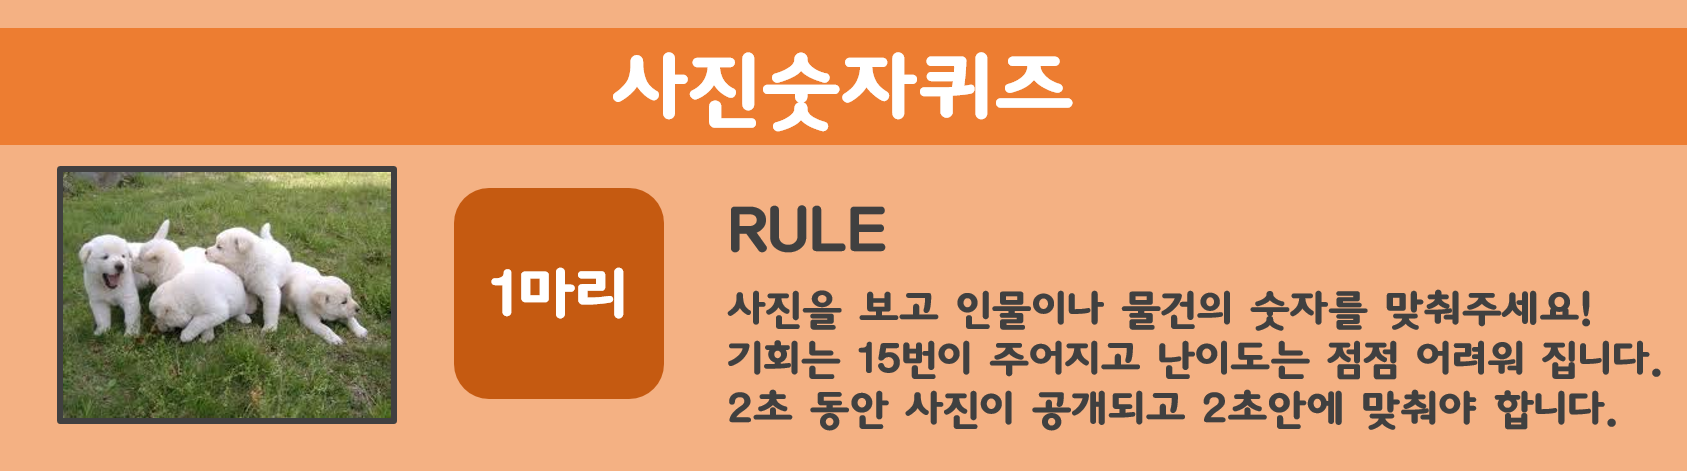 사진숫자퀴즈
1마리
RULE
사진을 보고 인물이나 물건의 숫자를 맞춰주세요!
기회는 15번이 주어지고 난이도는 점점 어려워 집니다.
2초 동안 사진이 공개되고 2초안에 맞춰야 합니다.